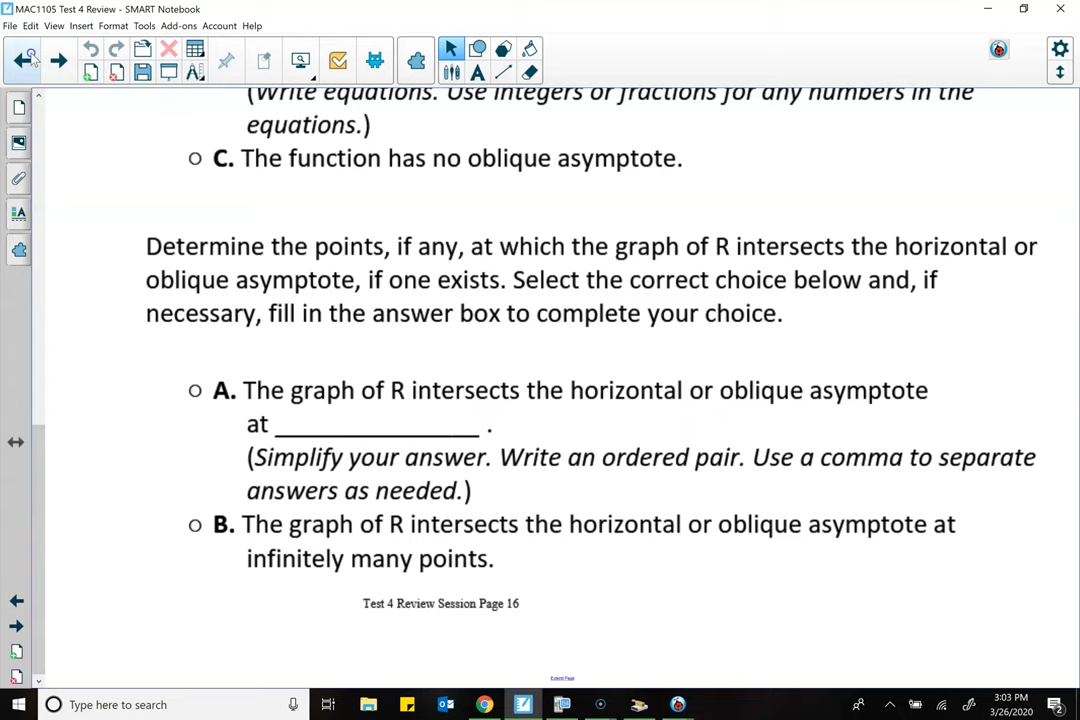 MAC1105 Test 4 Review - SMART Notebook
File Edit View Insert Format Tools Add-ons Account Help
(Write equations. Use integers or fractions for any numbers in the
equations.)
o C. The function has no oblique asymptote.
Determine the points, if any, at which the graph of R intersects the horizontal or
oblique asymptote, if one exists. Select the correct choice below and, if
necessary, fill in the answer box to complete your choice.
o A. The graph of R intersects the horizontal or oblique asymptote
at _______________ .
(Simplify your answer. Write an ordered pair. Use a comma to separate
answers as needed.)
o B. The graph of R intersects the horizontal or oblique asymptote at
infinitely many points.
Test 4 Review Session Page 16
Extend Page
Type here to search
3:03 PM
3/26/2020
2